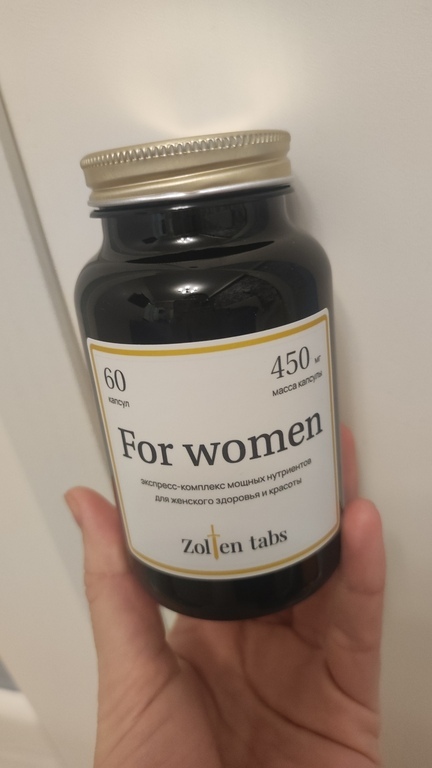 60
капсул
450 мг
масса капсулы
For women
экспресс-комплекс мощных нутриентов
для женского здоровья и красоты
Zolten tabs